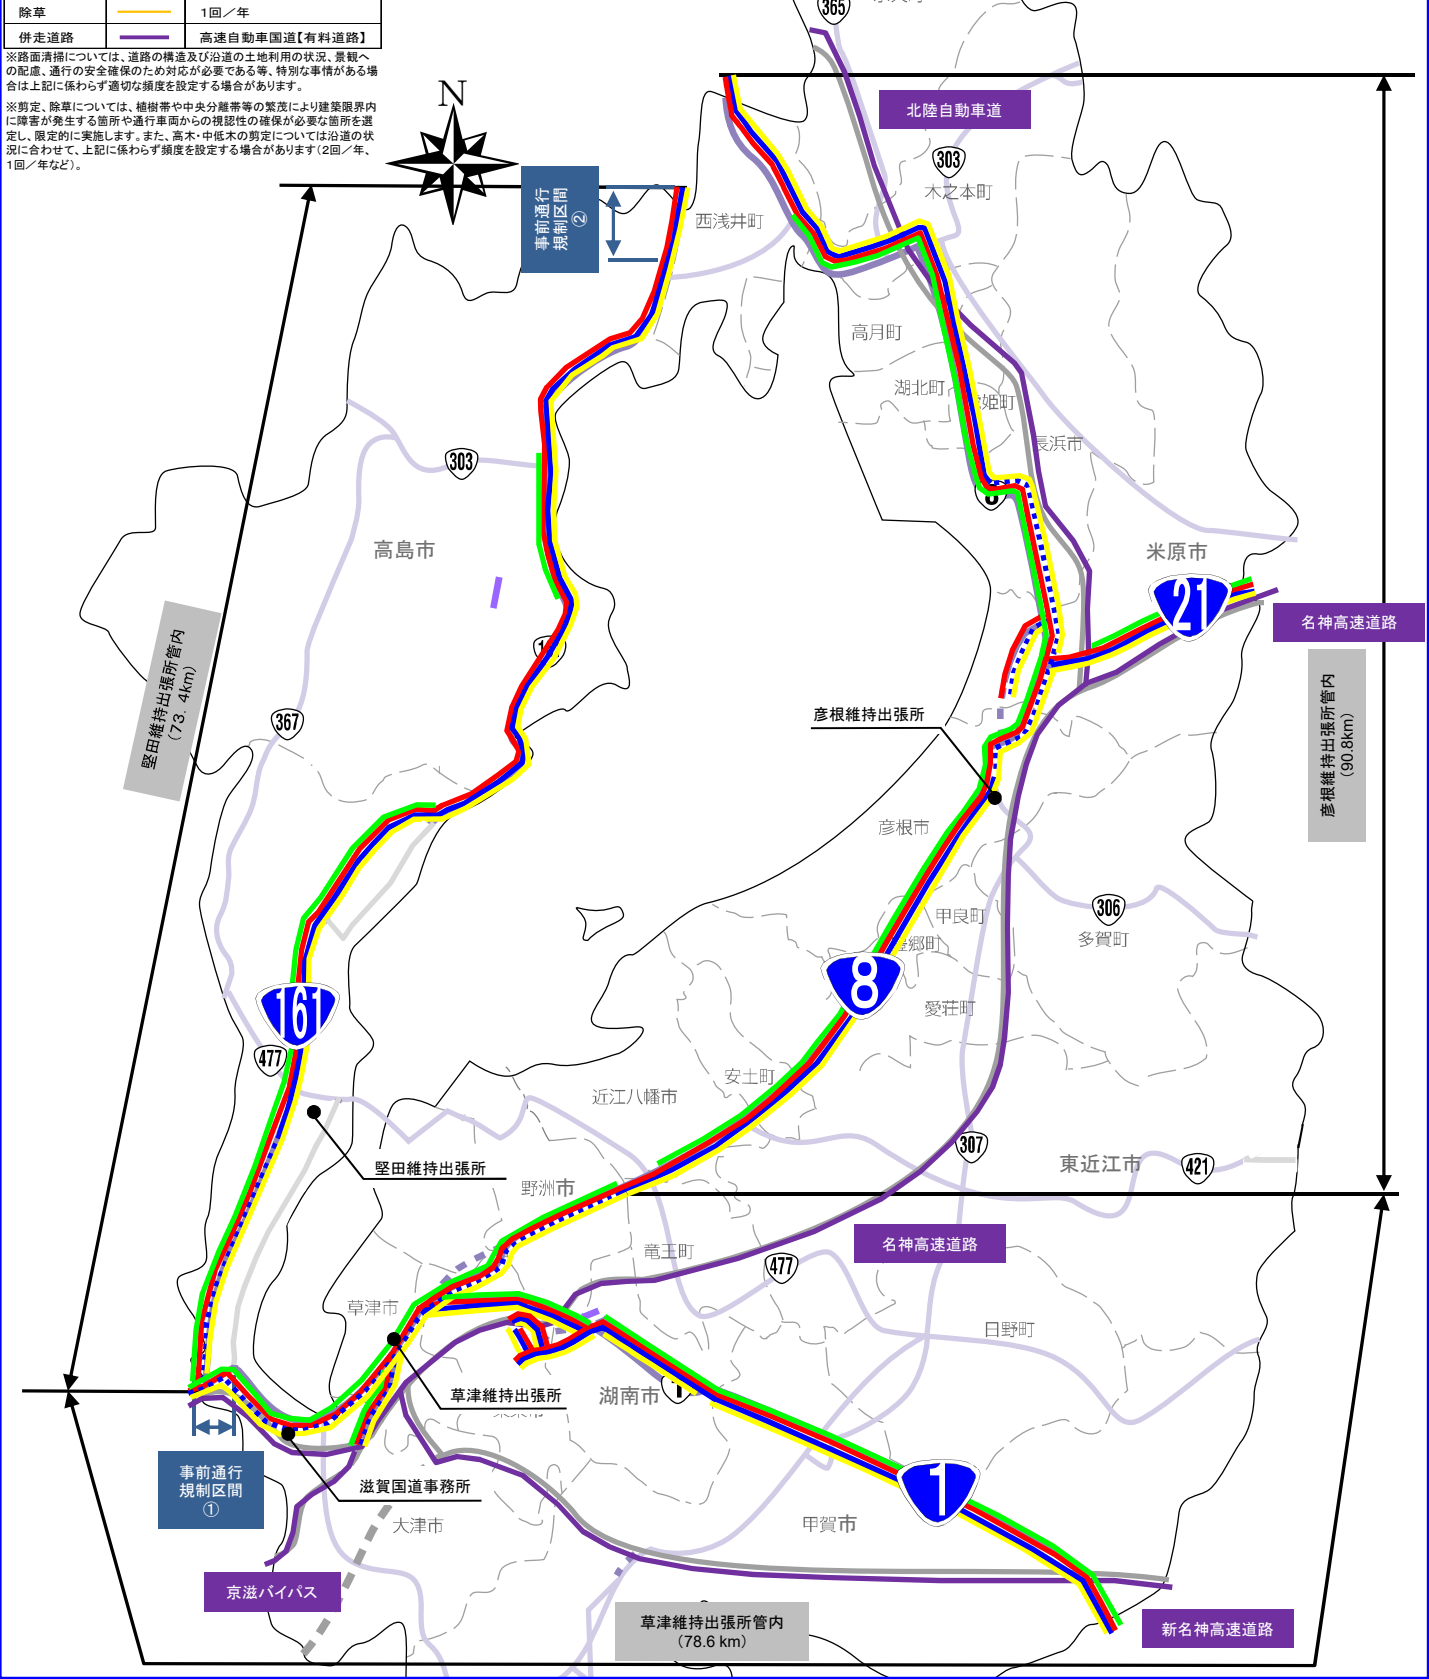 除草
1回／年
併走道路
高速自動車国道【有料道路】
※路面清掃については、道路の構造及び沿道の土地利用の状況、景観へ
の配慮、通行の安全確保のため対応が必要である等、特別な事情がある場
合は上記に係わらず適切な頻度を設定する場合があります。
※剪定、除草については、植樹帯や中央分離帯等の繁茂により建築限界内
に障害が発生する箇所や通行車両からの視認性の確保が必要な箇所を選
定し、限定的に実施します。また、高木・中低木の剪定については沿道の状
況に合わせて、上記に係わらず頻度を設定する場合があります（2回／年、
1回／年など）。
N
365
北陸自動車道
303
木之本町
事前通行
規制区間
②
西浅井町
高月町
湖北町
姫町
長浜市
303
8
高島市
米原市
21
名神高速道路
堅田維持出張所管内
（73．4km）
彦根維持出張所管内
（90.8km）
367
彦根維持出張所
彦根市
甲良町
306
多賀町
郷町
8
愛荘町
161
477
安土町
近江八幡市
307
東近江市
421
堅田維持出張所
野洲市
名神高速道路
竜王町
477
草津市
日野町
草津維持出張所
湖南市
1
事前通行
規制区間
①
滋賀国道事務所
1
大津市
甲賀市
京滋バイパス
草津維持出張所管内
（78.6 km）
新名神高速道路